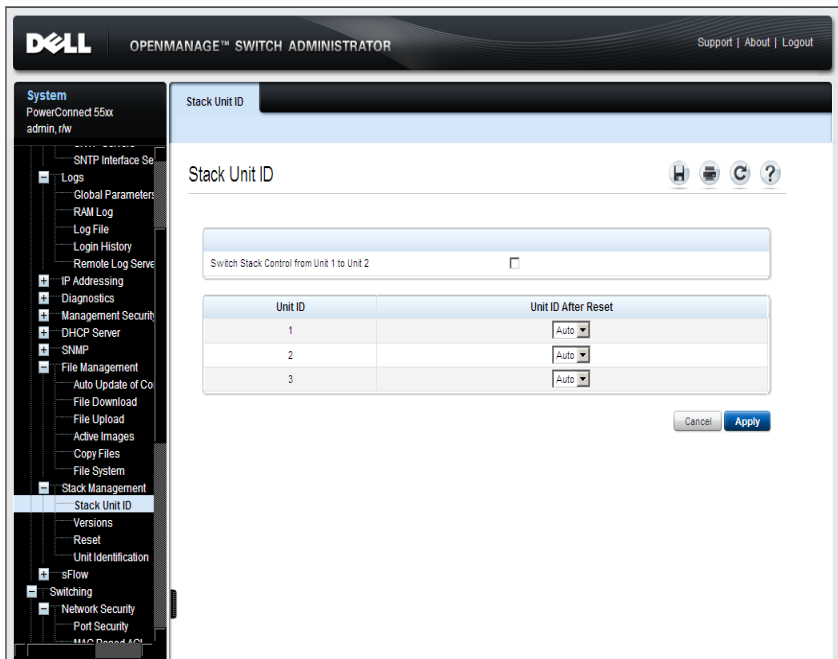 DELL
OPENMANAGE™ SWITCH ADMINISTRATOR
Support | About | Logout
System
PowerConnect 55xx
admin, r/w
SNTP Interface Se
Logs
Global Parameters
RAM Log
Log File
Login History
Remote Log Serve
IP Addressing
Diagnostics
Management Securit
DHCP Server
SNMP
File Management
Auto Update of Co
File Download
File Upload
Active Images
Copy Files
File System
Stack Management
Stack Unit ID
Versions
Reset
Unit Identification
sFlow
Switching
Network Security
Port Security
Stack Unit ID
Stack Unit ID
Switch Stack Control from Unit 1 to Unit 2
Unit ID Unit ID After Reset
1 Auto
2 Auto
3 Auto
Cancel Apply